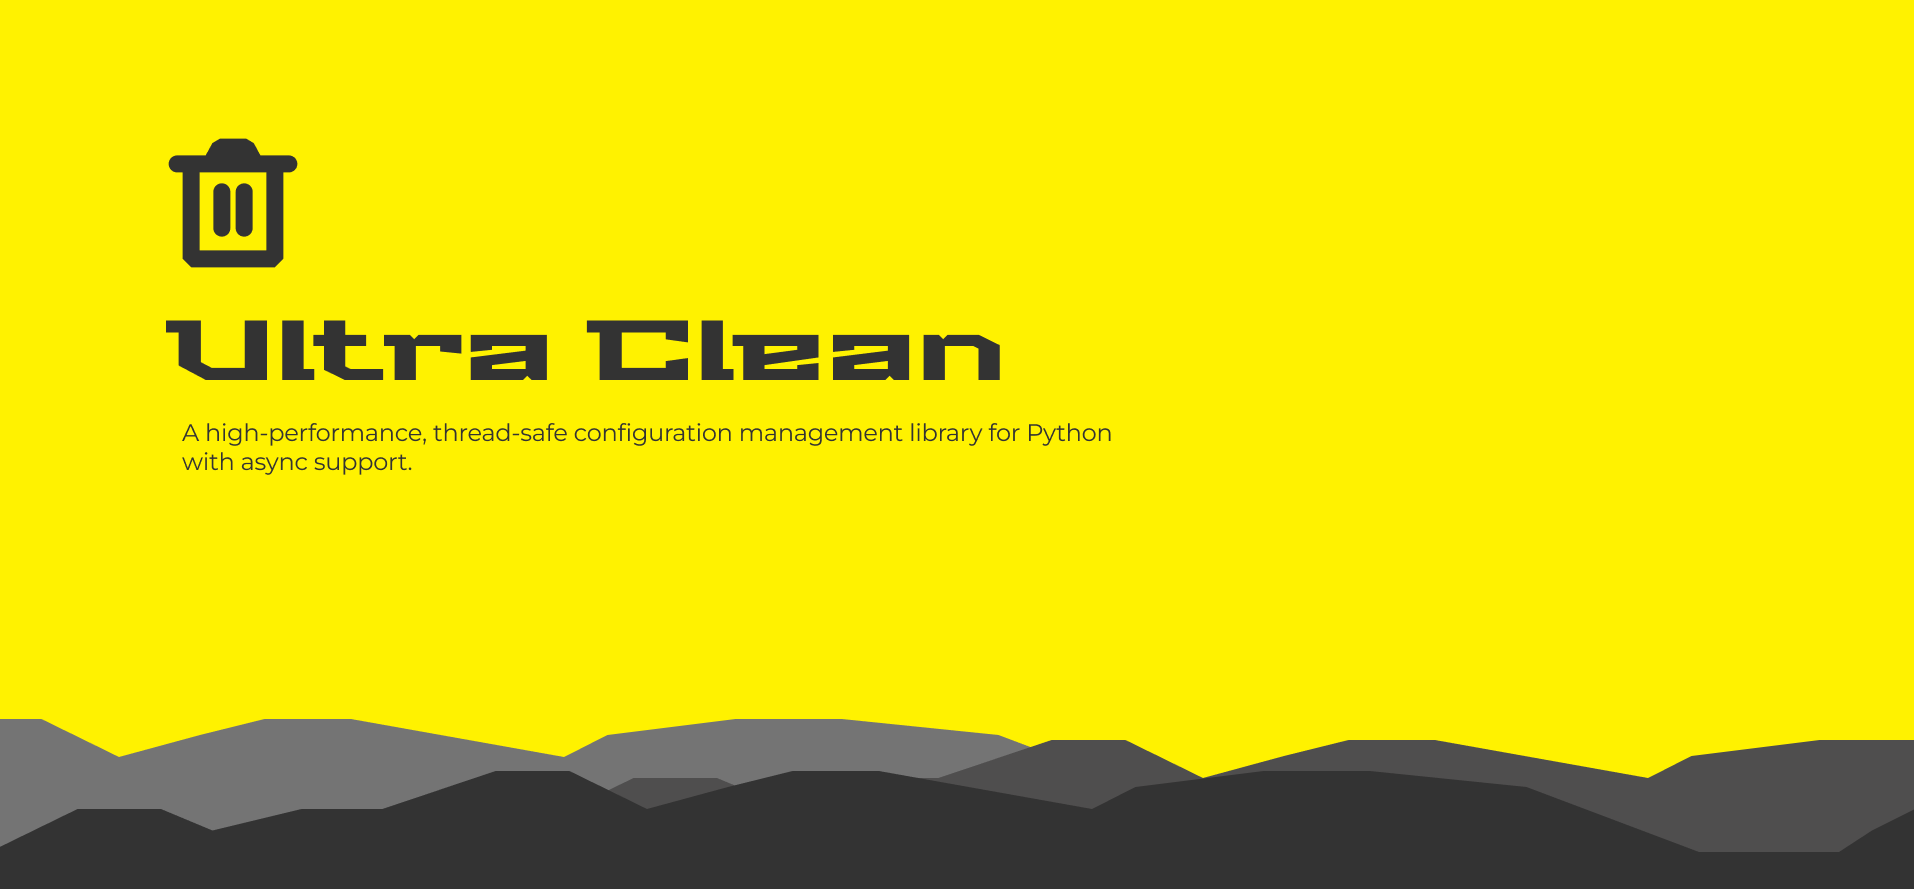 Ultra Clean
A high-performance, thread-safe configuration management library for Python
with async support.